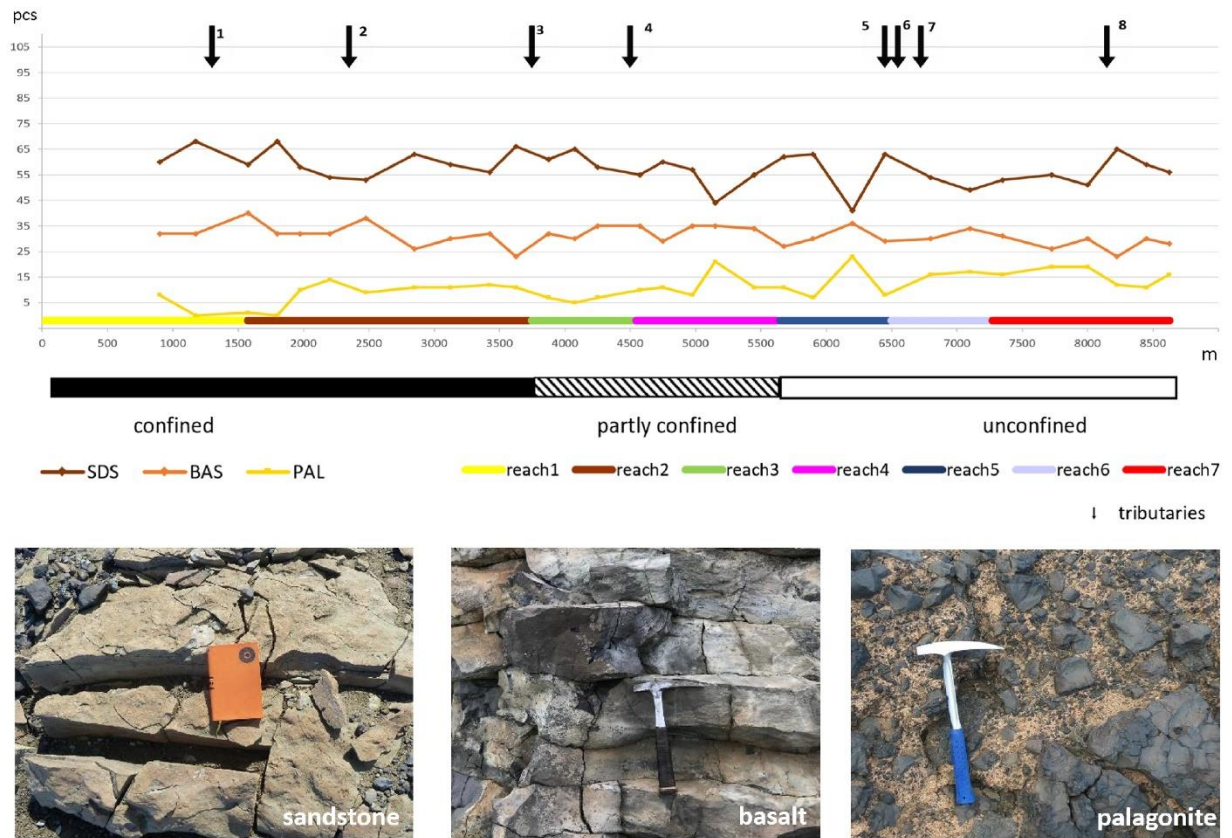 pcs
1 2 3 4 5 6 7 8
105
95
85
75
65
55
45
35
25
15
5
0 500 1000 1500 2000 2500 3000 3500 4000 4500 5000 5500 6000 6500 7000 7500 8000 8500
m
confined partly confined unconfined
SDS BAS PAL reach1 reach2 reach3 reach4 reach5 reach6 reach7
↓ tributaries
sandstone basalt palagonite